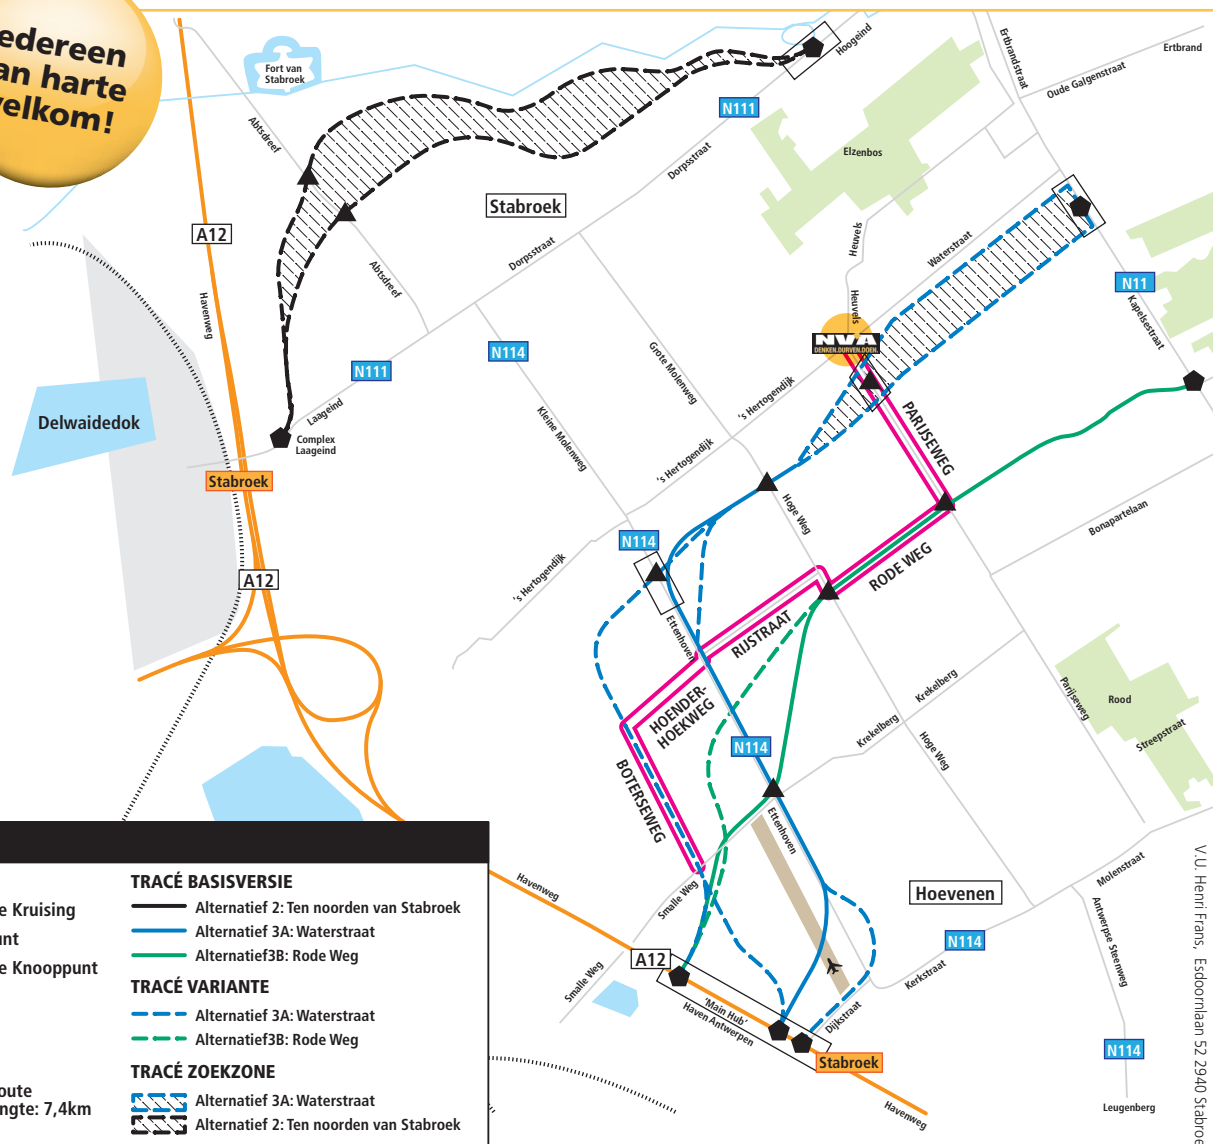 edereen
an harte
velkom!
Fort van
Stabroek
Hoogeind
Ertbrandstraat
Ertbrand
Oude Galgenstraat
N111
Abtsdreef
Dorpsstraat
Elzenbos
Stabroek
A12
Heuvels
Waterstraat
Dorpsstraat
Abtsdreef
N11
Havenweg
Heuvels
Kapelsestraat
N114
Grote Molenweg
NVA
DENKEN.DURVEN.DOEN.
N111
's Hertogendijk
Laageind
Kleine Molenweg
PARIJSEWEG
Delwaidedok
Complex
Laageind
's Hertogendijk
Stabroek
Hoge Weg
Bonapartelaan
N114
A12
's Hertogendijk
RODE WEG
Ettenhoven
RIJSTRAAT
HOENDER-
HOEKWEG
Krekelberg
Parijseweg
Rood
Streepstraat
Krekelberg
Hoge Weg
N114
BOTERSEWEG
Ettenhoven
Molenstraat
Havenweg
Smalle Weg
Hoevenen
Antwerpse Steenweg
N114
A12
Smalle Weg
Kerkstraat
'Main Hub'
Haven Antwerpen
Dijkstraat
Stabroek
N114
Havenweg
Leugenberg
V.U. Henri Frans, Esdoornlaan 52 2940 Stabroe
TRACÉ BASISVERSIE
e Kruising
Alternatief 2: Ten noorden van Stabroek
unt
Alternatief 3A: Waterstraat
e Knooppunt
Alternatief3B: Rode Weg
TRACÉ VARIANTE
Alternatief 3A: Waterstraat
Alternatief3B: Rode Weg
TRACÉ ZOEKZONE
oute
ngte: 7,4km
Alternatief 3A: Waterstraat
Alternatief 2: Ten noorden van Stabroek